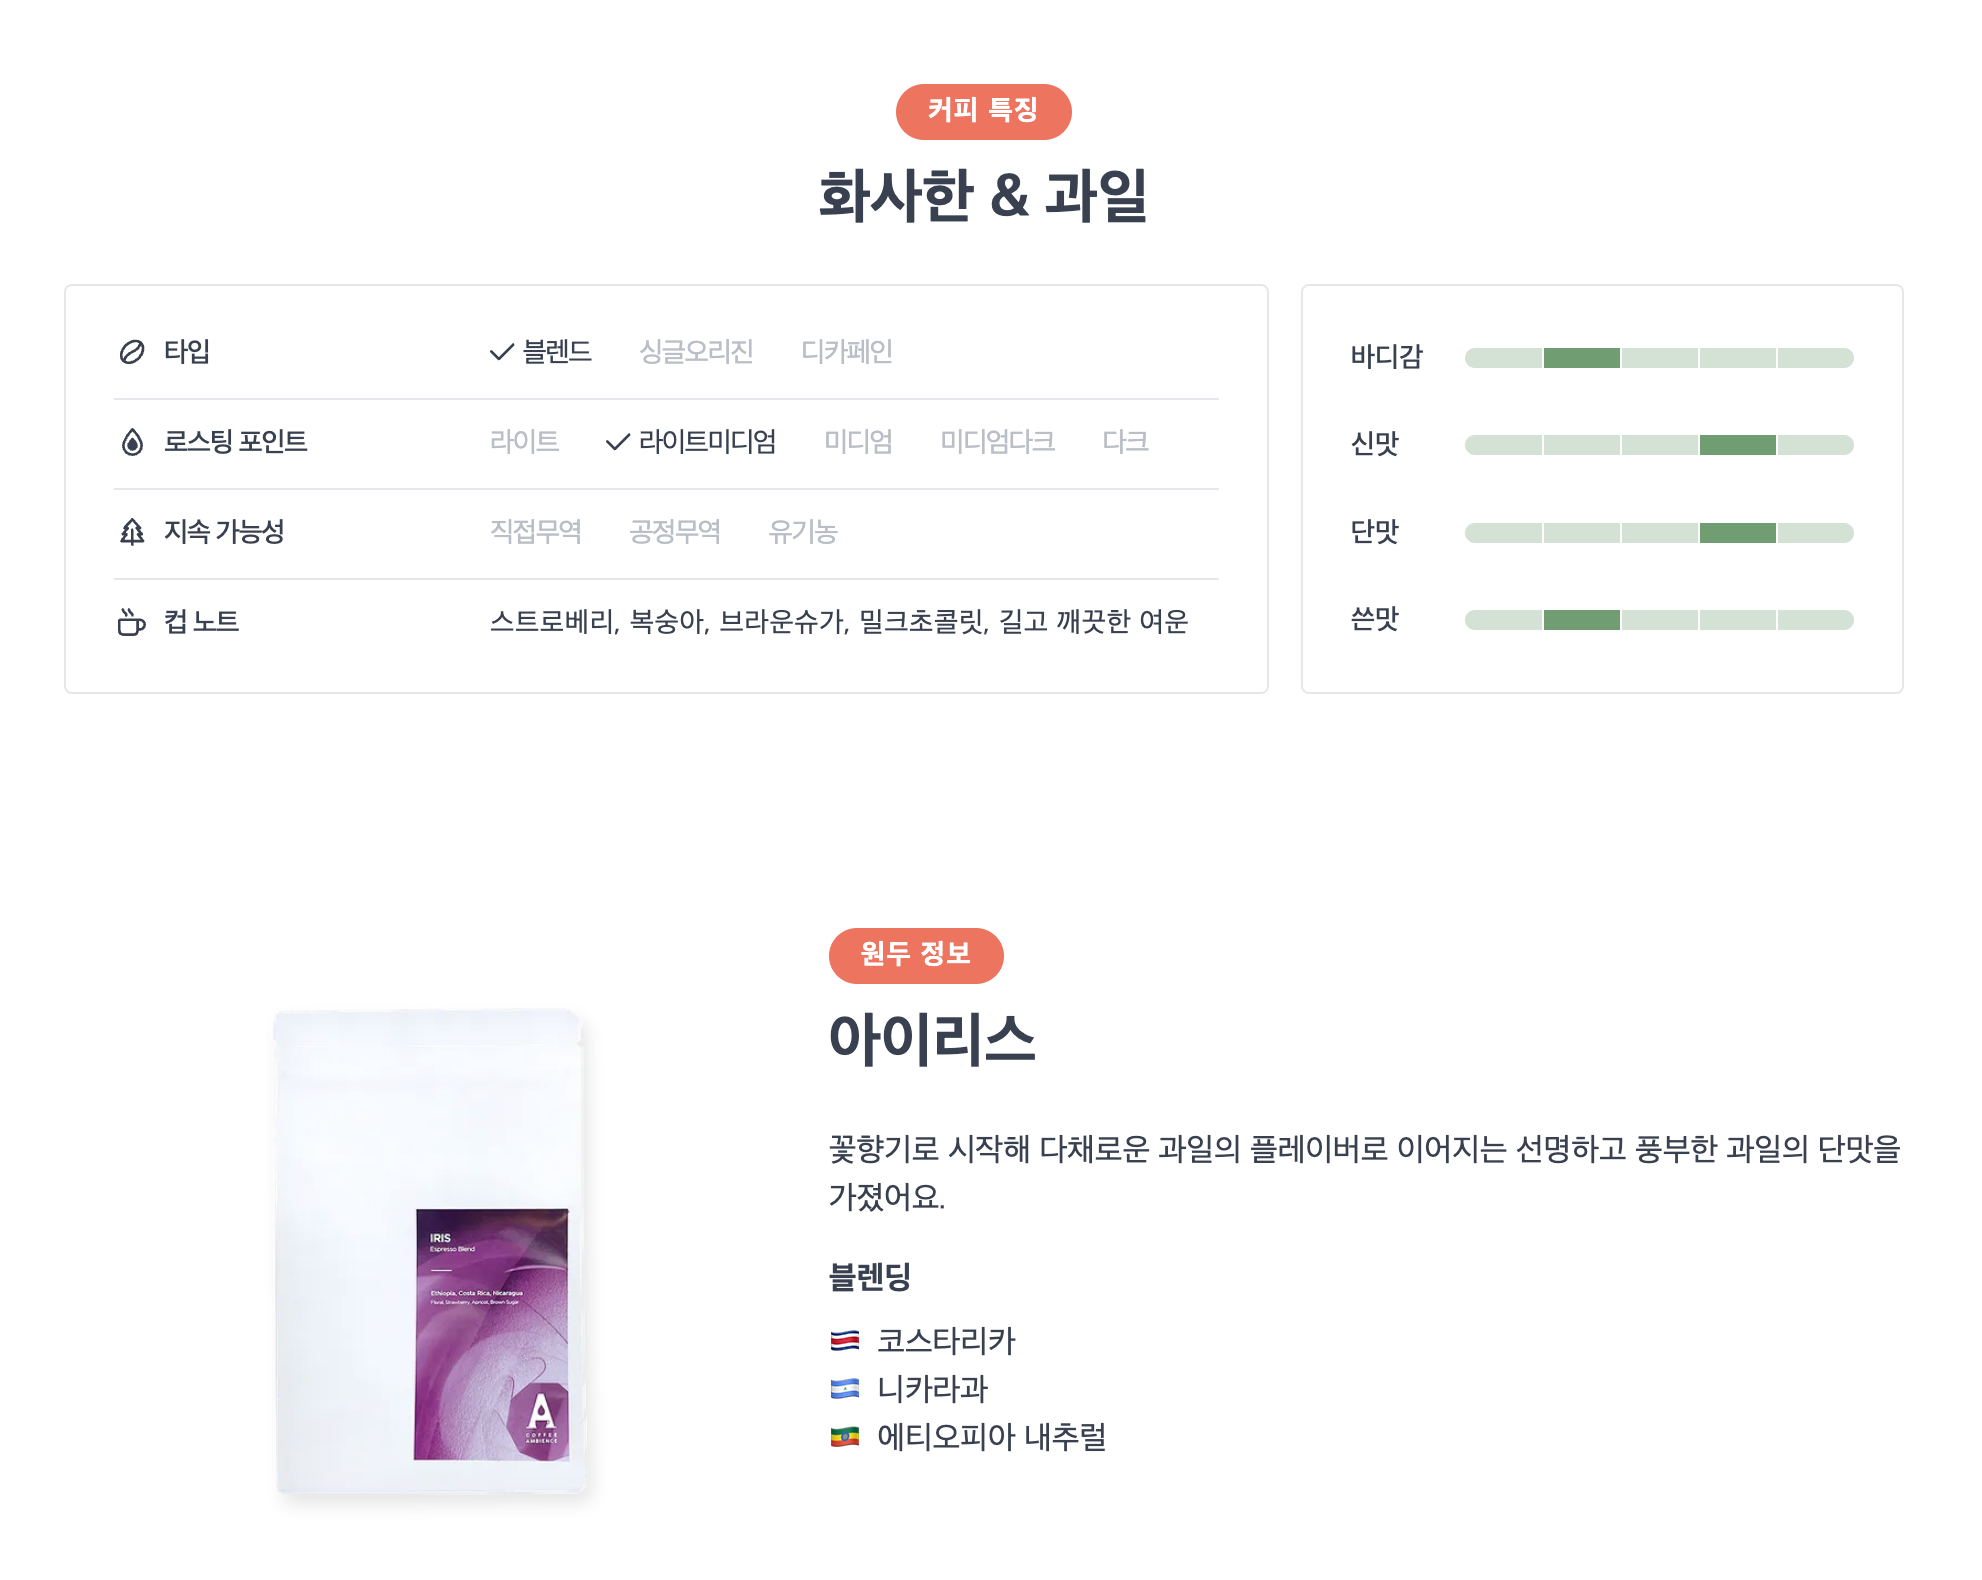 커피 특징
화사한 & 과일
타입 블렌드 싱글오리진 디카페인
로스팅 포인트 라이트 라이트미디엄 미디엄 미디엄다크 다크
지속 가능성 직접무역 공정무역 유기농
컵 노트 스트로베리, 복숭아, 브라운슈가, 밀크초콜릿, 길고 깨끗한 여운
바디감
신맛
단맛
쓴맛
원두 정보
아이리스
꽃향기로 시작해 다채로운 과일의 플레이버로 이어지는 선명하고 풍부한 과일의 단맛을
가졌어요.
블렌딩
코스타리카
니카라과
에티오피아 내추럴
IRIS
Espresso Blend
Ethiopia, Costa Rica, Nicaragua
Floral, Strawberry, Apricot, Brown Sugar
A
COFFEE
AMBIENCE